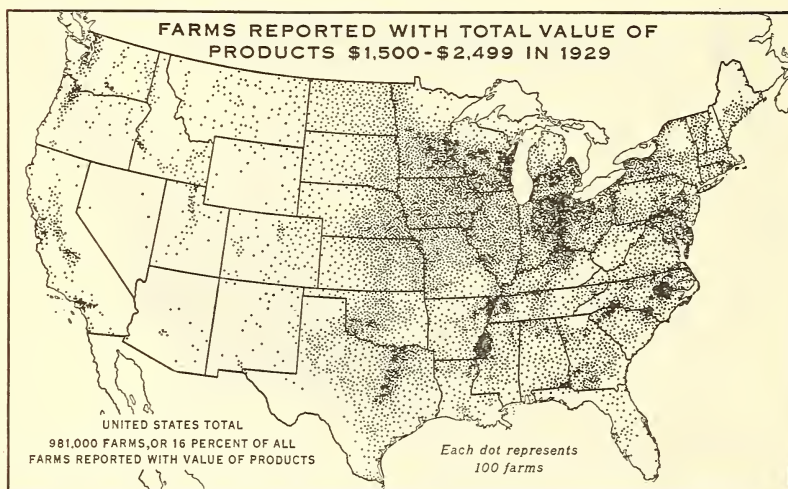 FARMS REPORTED WITH TOTAL VALUE OF
PRODUCTS $1,500-$2,499 IN 1929
UNITED STATES TOTAL
981,000 FARMS, OR 16 PERCENT OF ALL
FARMS REPORTED WITH VALUE OF PRODUCTS
Each dot represents
100 farms